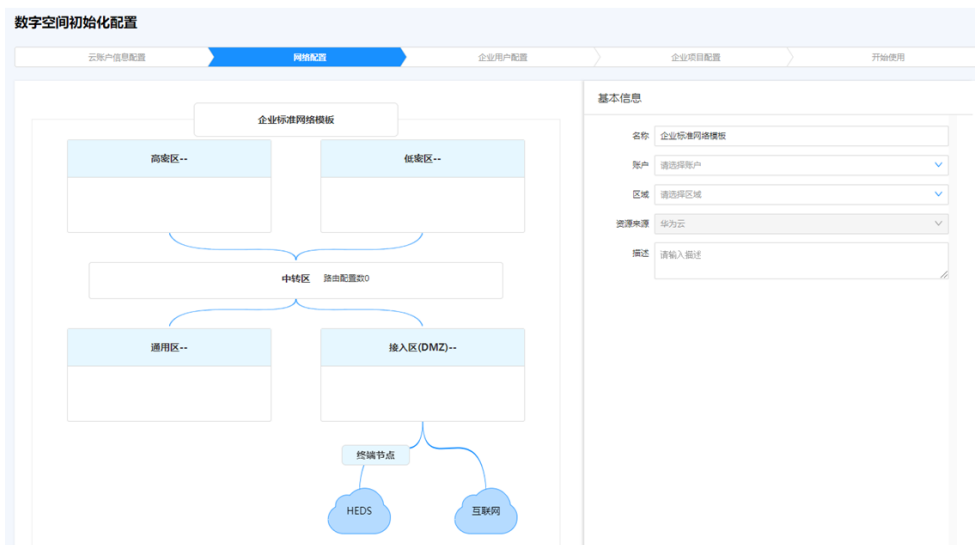 数字空间初始化配置
云账户信息配置
网络配置
企业用户配置
企业项目配置
开始使用
企业标准网络模板
高密区--
低密区--
中转区 路由配置数0
通用区--
接入区(DMZ)--
终端节点
HEDS
互联网
基本信息
名称 企业标准网络模板
账户 请选择账户
区域 请选择区域
资源来源 华为云
描述 请输入描述